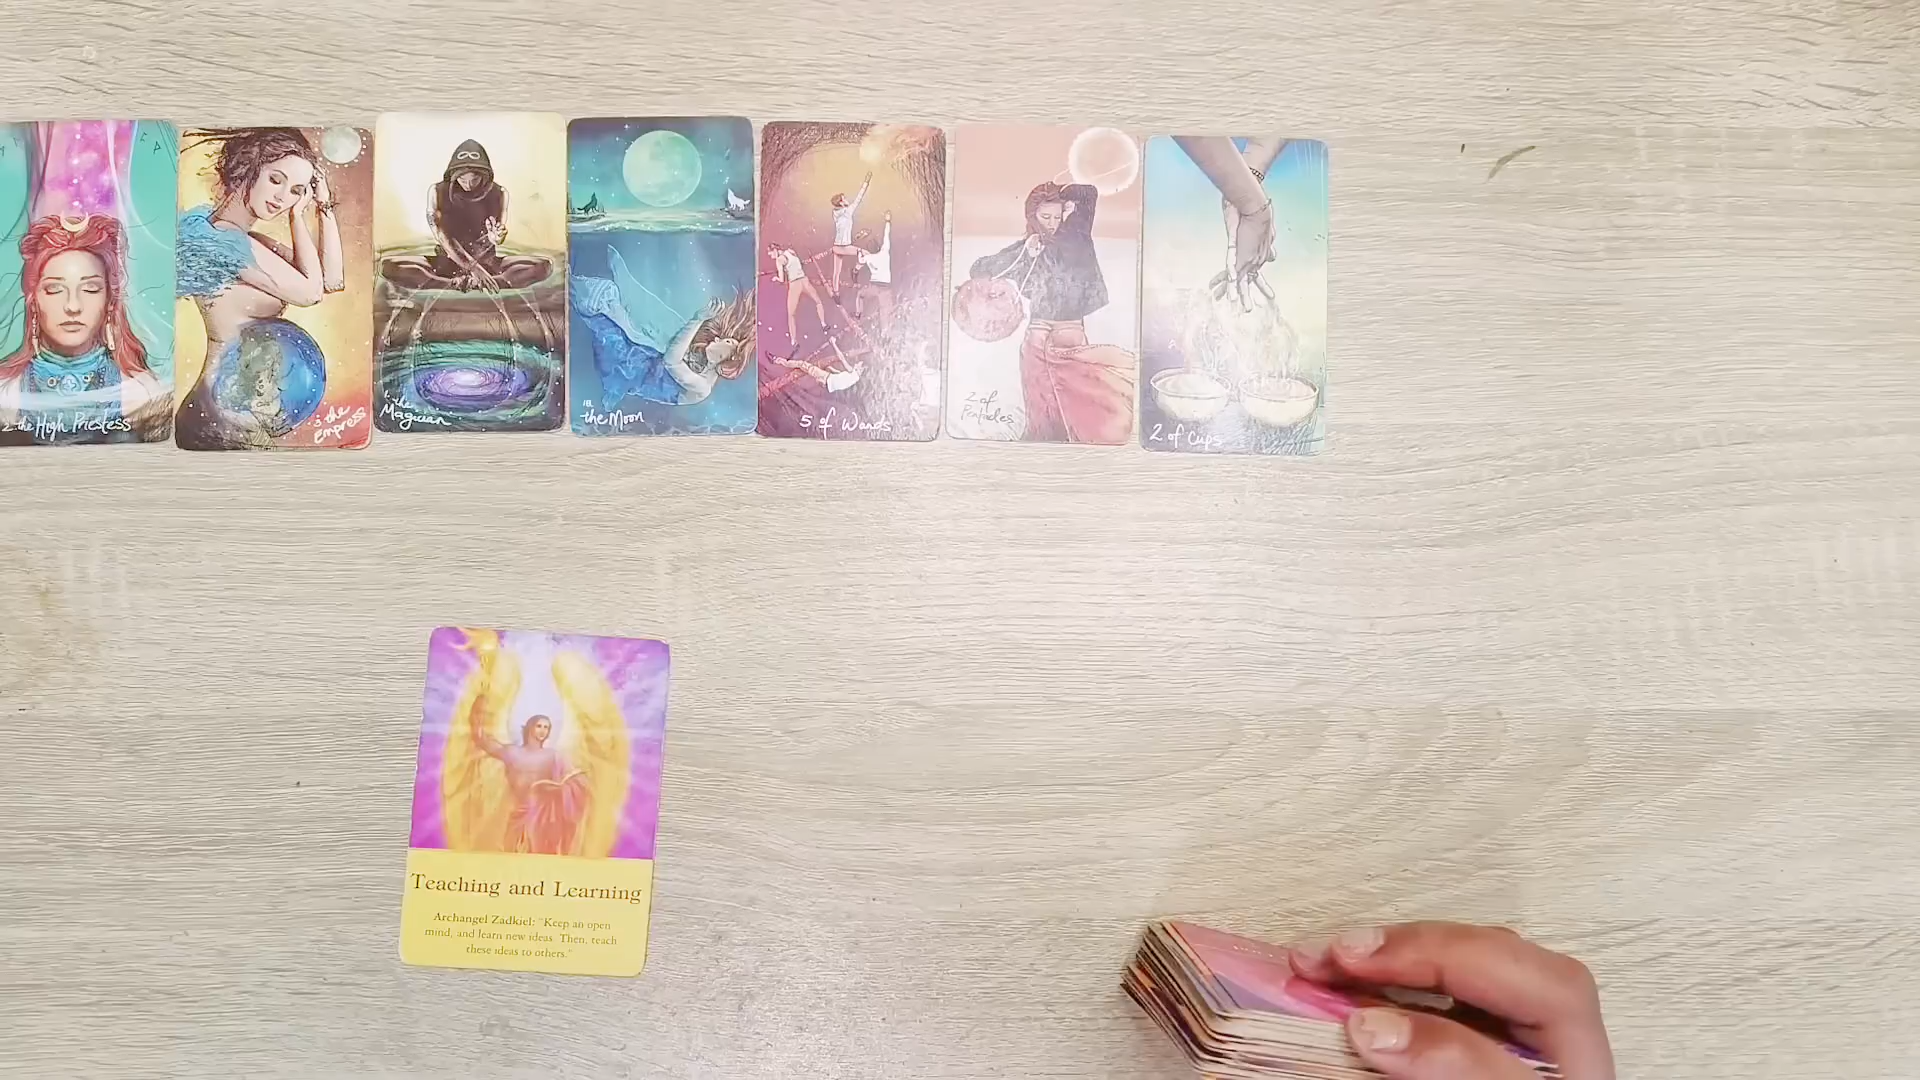 2. the High Priestess
3 the
empress
1. the
Magician
18.
the Moon
5 of Wands
2 of
Pentacles
2 of Cups
Teaching and Learning
Archangel Zadkiel: "Keep an open
mind, and learn new ideas. Then, teach
these ideas to others."